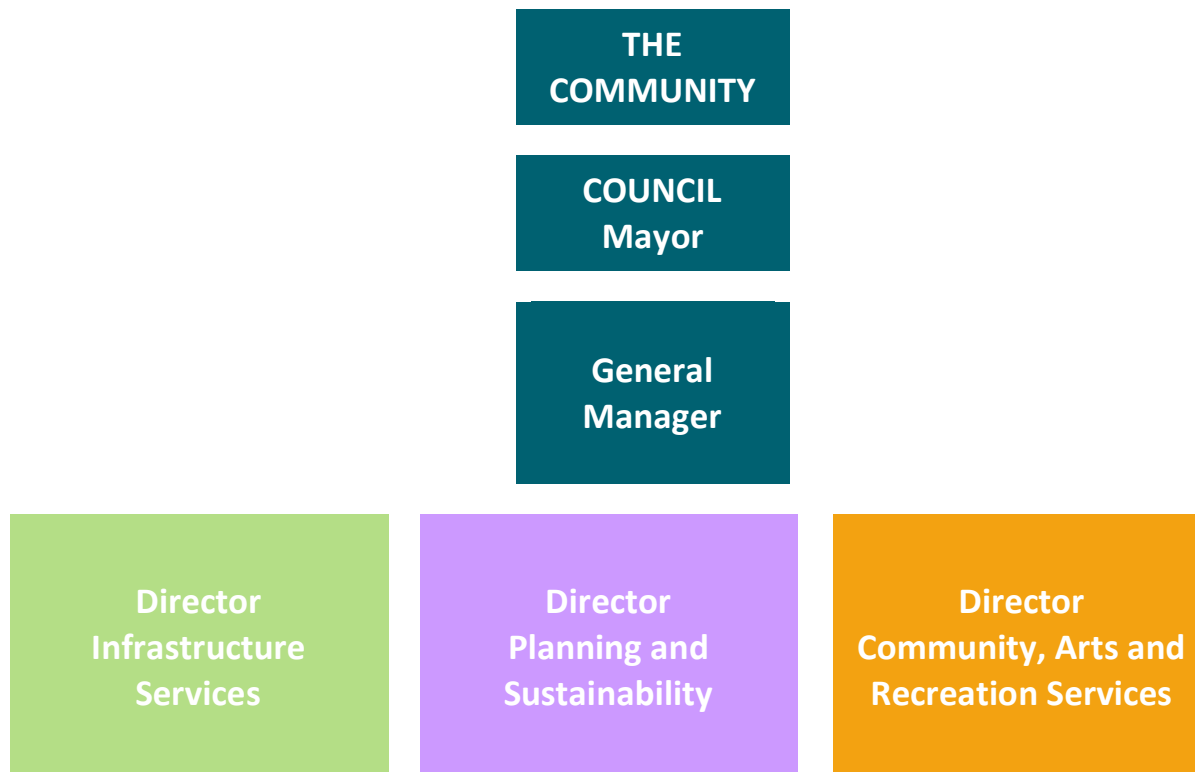 THE
COMMUNITY
COUNCIL
Mayor
General
Manager
Director
Infrastructure
Services
Director
Planning and
Sustainability
Director
Community, Arts and
Recreation Services